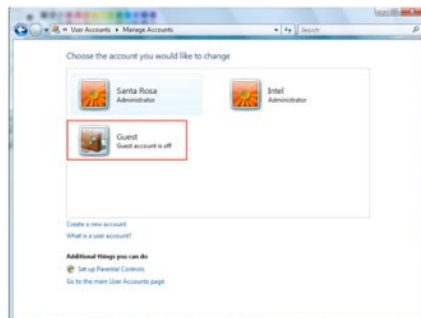 « User Accounts ▸ Manage Accounts
Search
Choose the account you would like to change
Santa Rosa
Administrator
Intel
Administrator
Guest
Guest account is off
Create a new account
What is a user account?
Additional things you can do
Set up Parental Controls
Go to the main User Accounts page